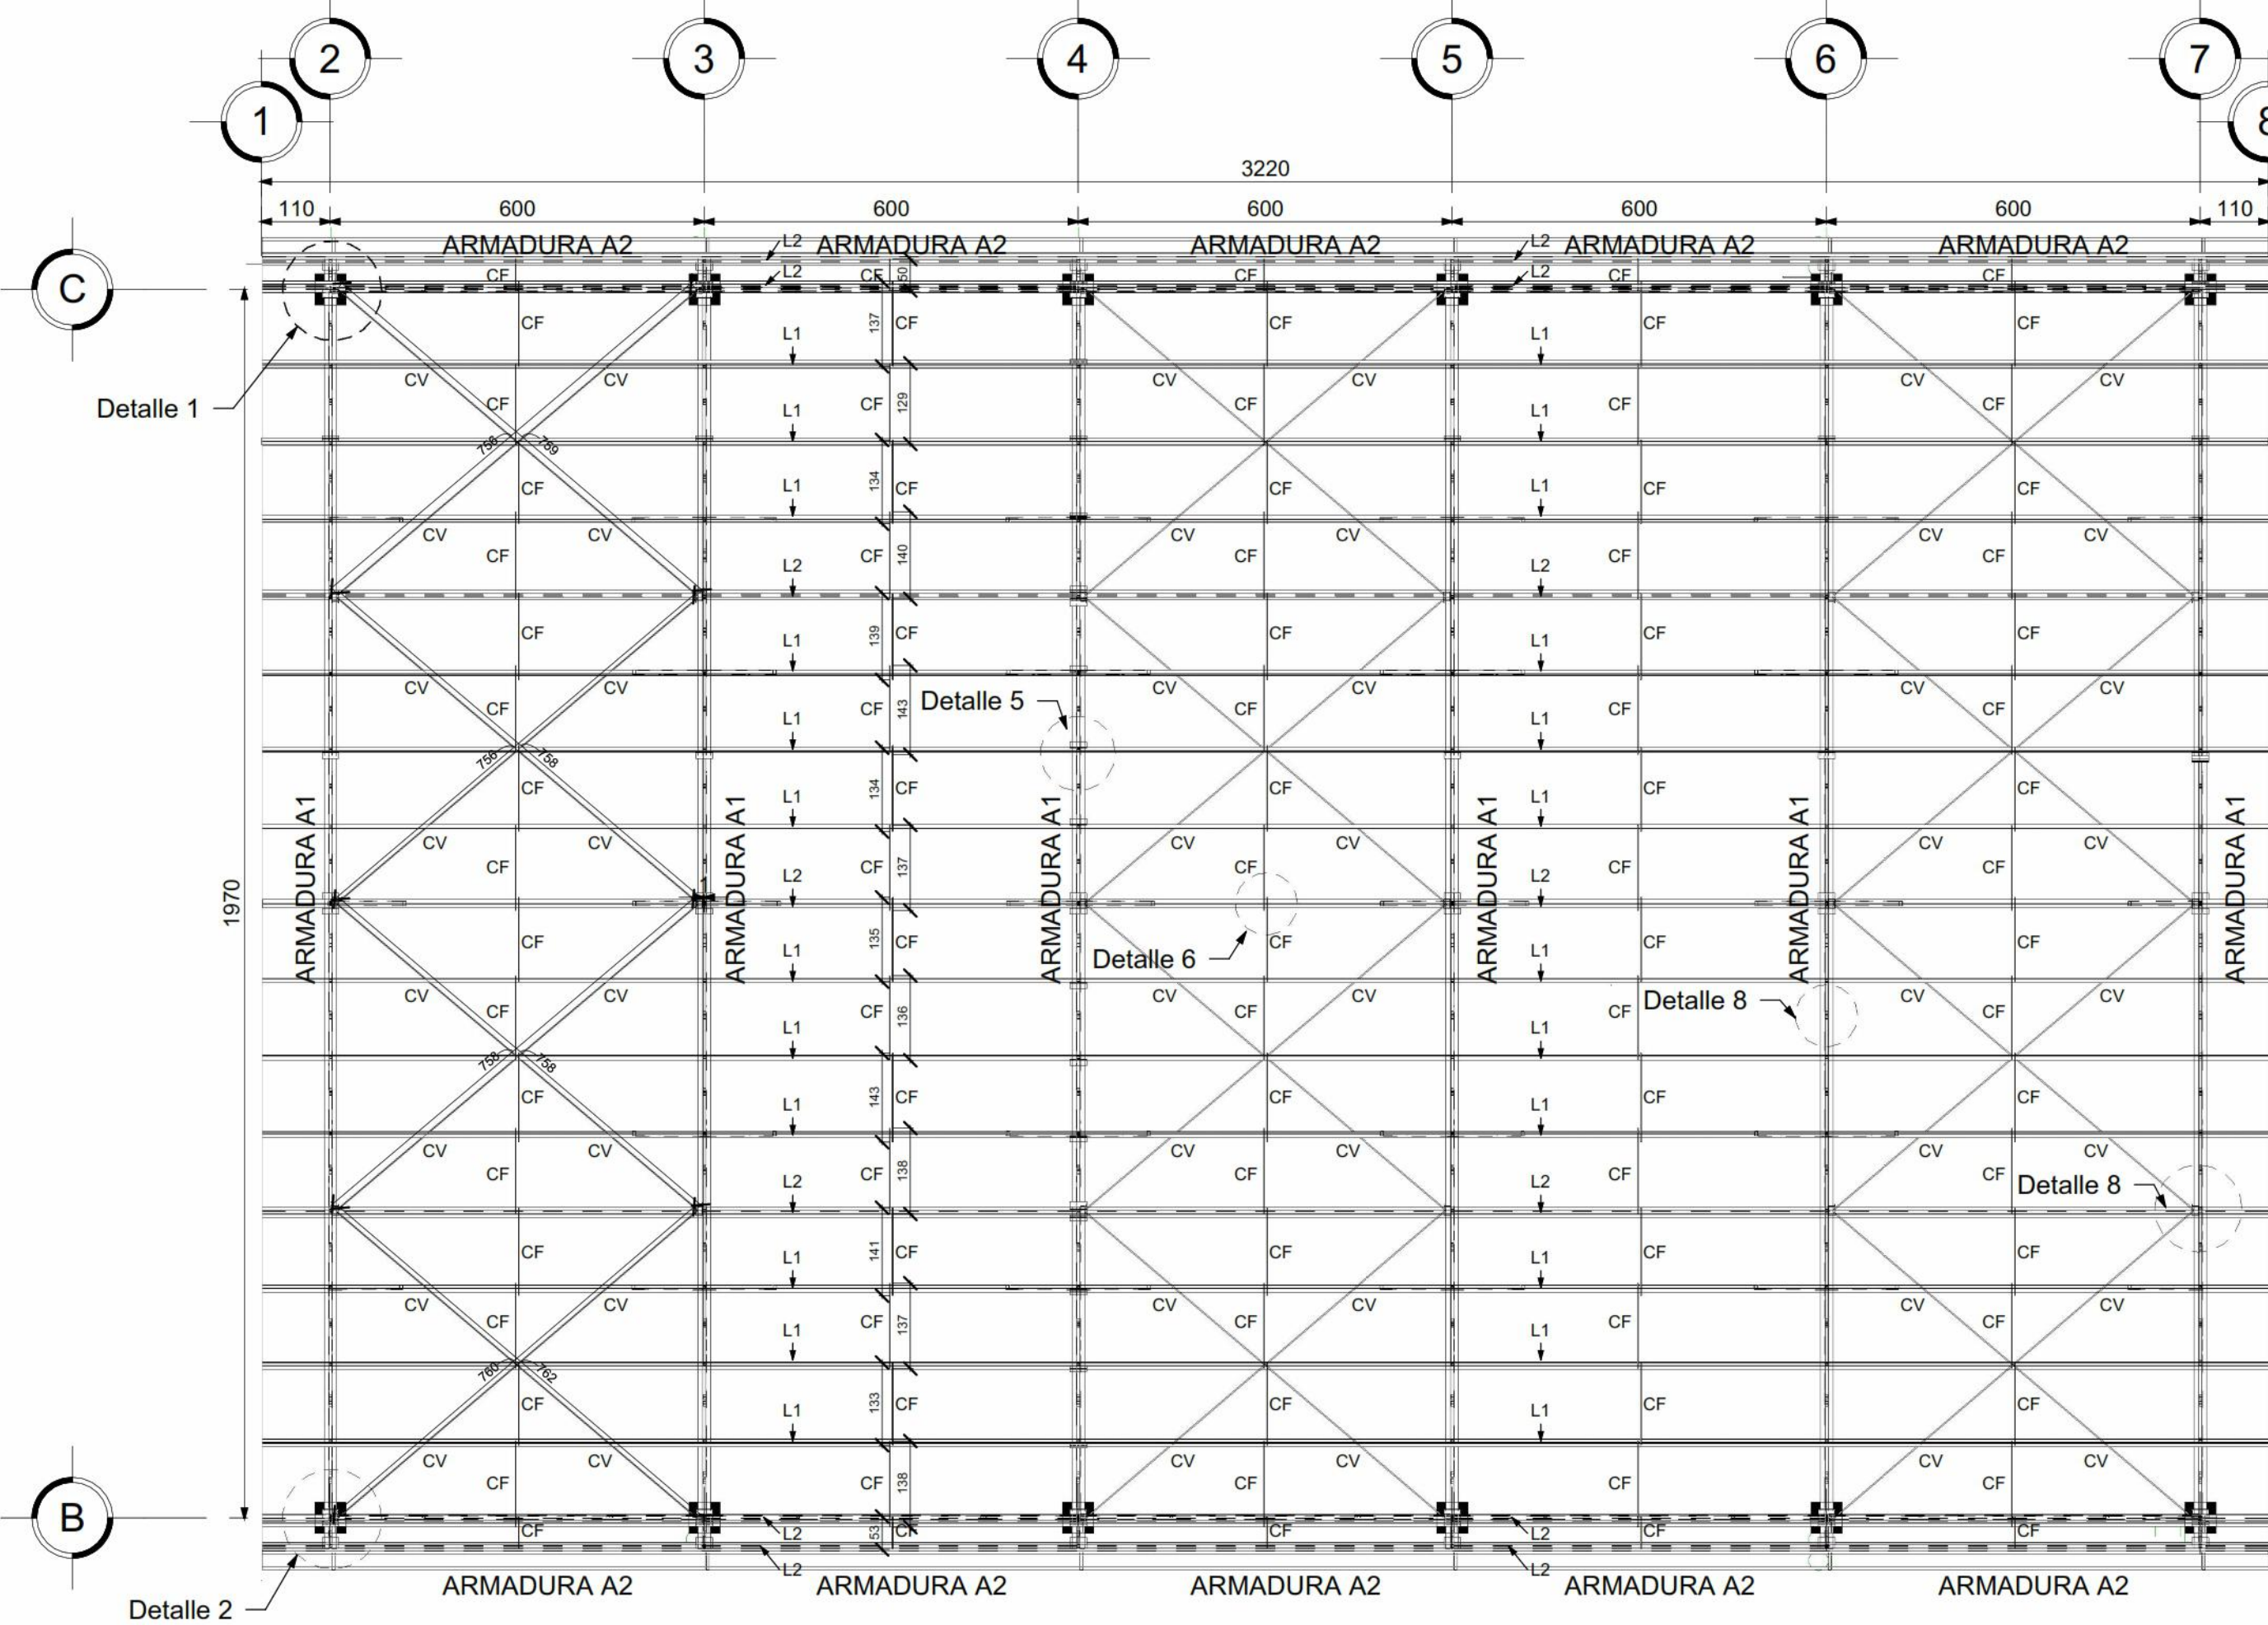 2 3 4 5 6 7
1 8
3220
110 600 600 600 600 600 110
ARMADURA A2 L2 ARMADURA A2 ARMADURA A2 L2 ARMADURA A2 ARMADURA A2
CF L2 CF 50 CF L2 CF CF
C
CF L1 137 CF CF L1 CF CF
Detalle 1
CV CV CV CV CV CV
CF L1 CF 129 CF L1 CF CF
756 759
CF L1 134 CF CF L1 CF CF
CV CV CV CV CV CV
CF L2 CF 140 CF L2 CF CF
CF L1 139 CF CF L1 CF CF
CV CV CV CV CV CV
CF L1 CF 143 Detalle 5 CF L1 CF CF
756 758
CF L1 134 CF CF L1 CF CF
CV CV CV CV CV CV
1970 ARMADURA A1 ARMADURA A1 ARMADURA A1 ARMADURA A1 ARMADURA A1 ARMADURA A1
CF L2 CF 137 CF L2 CF CF
1
CF L1 135 CF Detalle 6 CF L1 CF CF
CV CV CV CV CV CV
CF L1 CF 136 CF L1 CF Detalle 8 CF
758 758
CF L1 143 CF CF L1 CF CF
CV CV CV CV CV CV
CF L2 CF 138 CF L2 CF CF Detalle 8
CF L1 141 CF CF L1 CF CF
CV CV CV CV CV CV
CF L1 CF 137 CF L1 CF CF
760 762
CF L1 133 CF CF L1 CF CF
CV CV CV CV CV CV
CF CF 138 CF CF CF
B
CF L2 53 CF CF L2 CF CF
L2 L2
ARMADURA A2 ARMADURA A2 ARMADURA A2 ARMADURA A2 ARMADURA A2
Detalle 2